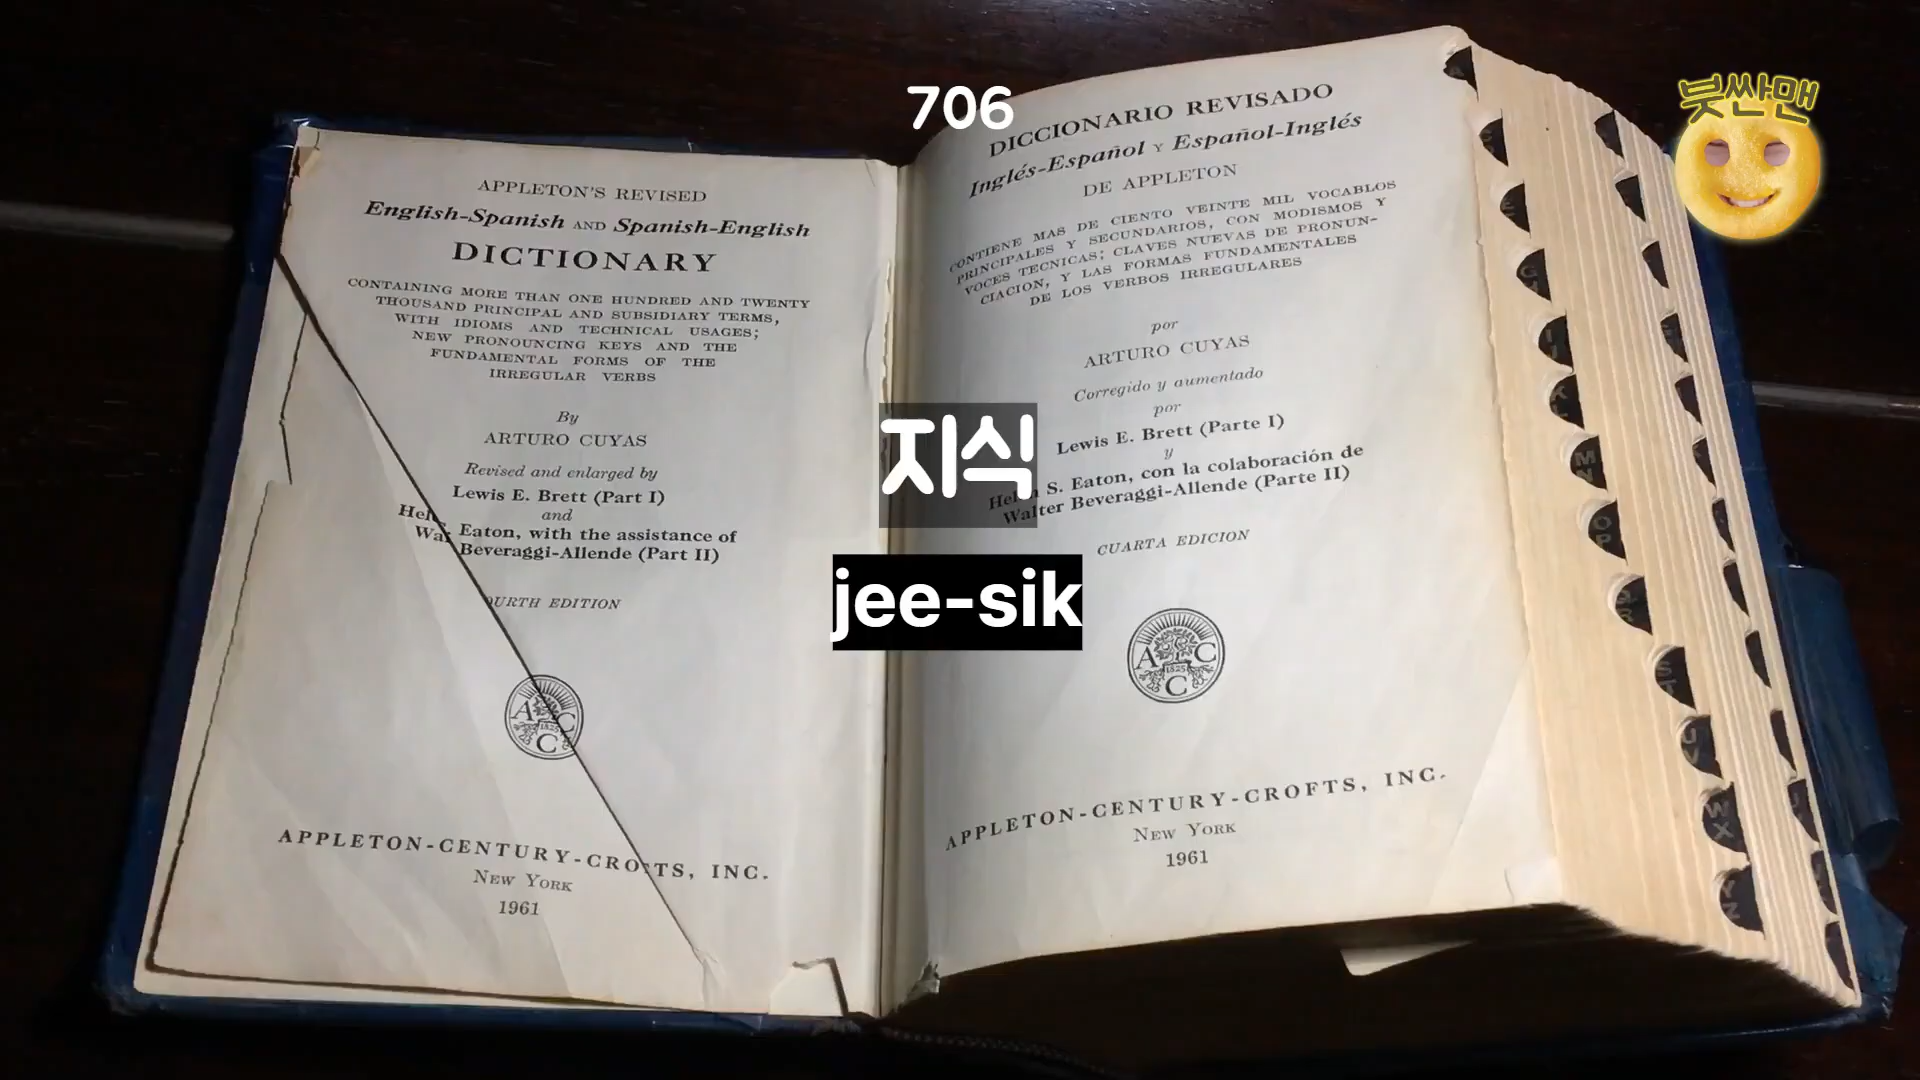 706
붓싼맨
APPLETON'S REVISED
English-Spanish AND Spanish-English
DICTIONARY
CONTAINING MORE THAN ONE HUNDRED AND TWENTY
THOUSAND PRINCIPAL AND SUBSIDIARY TERMS,
WITH IDIOMS AND TECHNICAL USAGES;
NEW PRONOUNCING KEYS AND THE
FUNDAMENTAL FORMS OF THE
IRREGULAR VERBS
By
ARTURO CUYAS
Revised and enlarged by
Lewis E. Brett (Part I)
and
Eaton, with the assistance of
Beveraggi-Allende (Part II)
EDITION
A C C
1825
APPLETON-CENTURY-CROFTS, INC.
NEW YORK
1961
DICCIONARIO REVISADO
Inglés-Español Y Español-Inglés
DE APPLETON
CONTIENE MAS DE CIENTO VEINTE MIL VOCABLOS
PRINCIPALES Y SECUNDARIOS, CON MODISMOS Y
VOCES TECNICAS; CLAVES NUEVAS DE PRONUN-
CIACION, Y LAS FORMAS FUNDAMENTALES
DE LOS VERBOS IRREGULARES
por
ARTURO CUYAS
Corregido y aumentado
por
Lewis E. Brett (Parte I)
y
S. Eaton, con la colaboración de
Walter Beveraggi-Allende (Parte II)
CUARTA EDICION
A C C
1825
APPLETON-CENTURY-CROFTS, INC.
NEW YORK
1961
지식
jee-sik
A
G
K
L
M
N
O
P
S
T
U
V
W
X
Y
Z